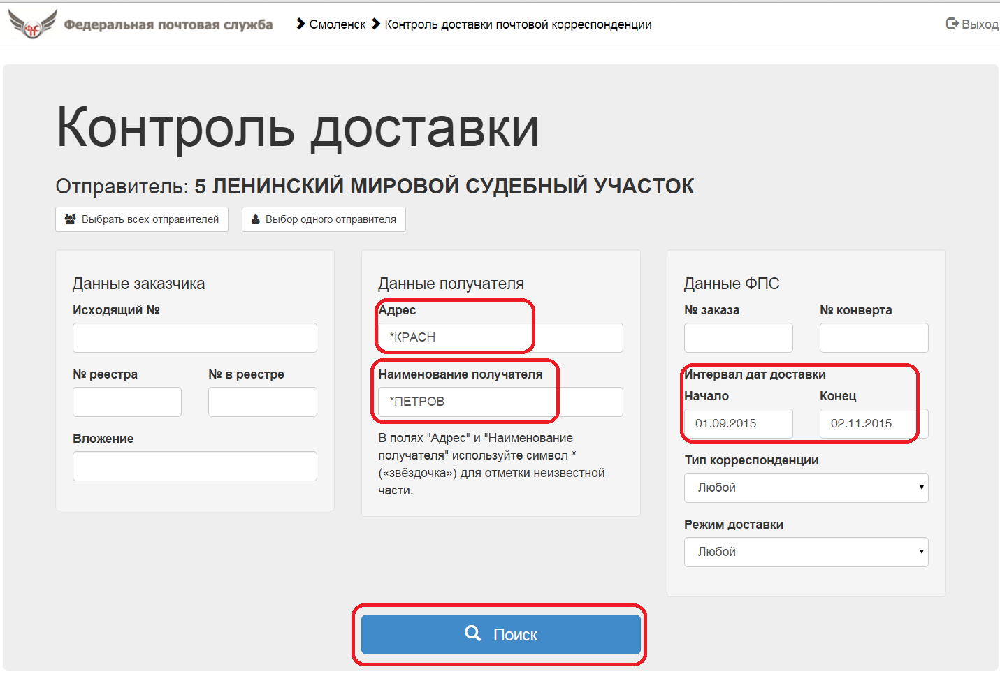 Федеральная почтовая служба
Смоленск Контроль доставки почтовой корреспонденции
Выход
Контроль доставки
Отправитель: 5 ЛЕНИНСКИЙ МИРОВОЙ СУДЕБНЫЙ УЧАСТОК
Выбрать всех отправителей
Выбор одного отправителя
Данные заказчика
Исходящий №
№ реестра
№ в реестре
Вложение
Данные получателя
Адрес
*КРАСН
Наименование получателя
*ПЕТРОВ
В полях "Адрес" и "Наименование
получателя" используйте символ *
(«звёздочка») для отметки неизвестной
части.
Данные ФПС
№ заказа
№ конверта
Интервал дат доставки
Начало
Конец
01.09.2015
02.11.2015
Тип корреспонденции
Любой
Режим доставки
Любой
Поиск